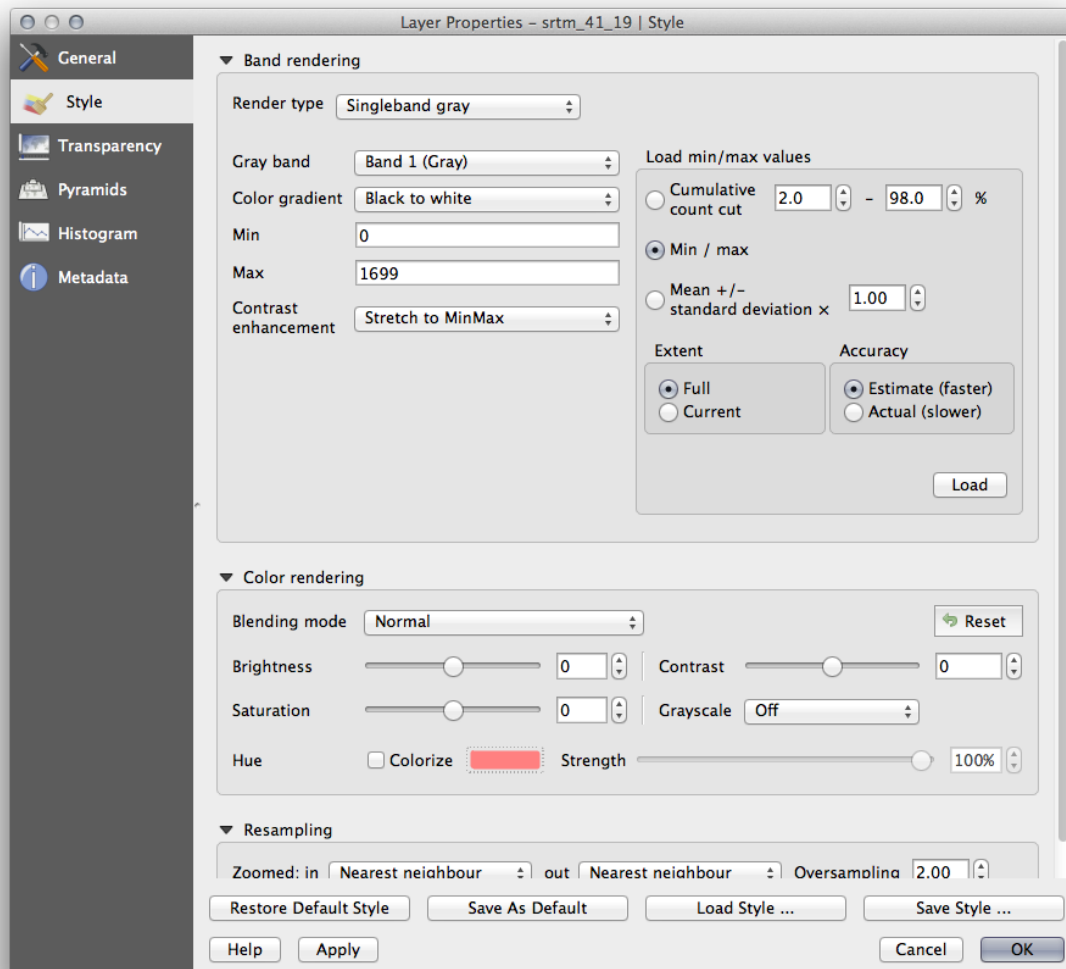 Layer Properties – srtm_41_19 | Style
General
Style
Transparency
Pyramids
Histogram
Metadata
Band rendering
Render type Singleband gray
Gray band Band 1 (Gray)
Color gradient Black to white
Min 0
Max 1699
Contrast
enhancement Stretch to MinMax
Load min/max values
Cumulative
count cut 2.0 – 98.0 %
Min / max
Mean +/-
standard deviation × 1.00
Extent
Full
Current
Accuracy
Estimate (faster)
Actual (slower)
Load
Color rendering
Blending mode Normal Reset
Brightness 0 Contrast 0
Saturation 0 Grayscale Off
Hue Colorize Strength 100%
Resampling
Zoomed: in Nearest neighbour out Nearest neighbour Oversampling 2.00
Restore Default Style Save As Default Load Style ... Save Style ...
Help Apply Cancel OK